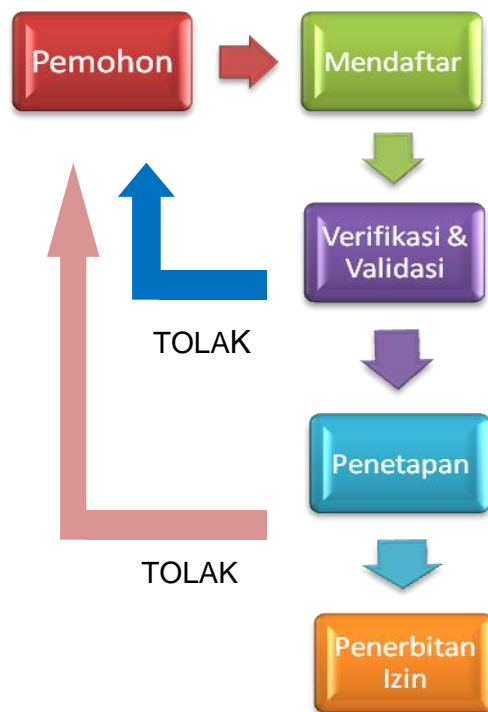 Pemohon
Mendaftar
Verifikasi &
Validasi
TOLAK
Penetapan
TOLAK
Penerbitan
Izin